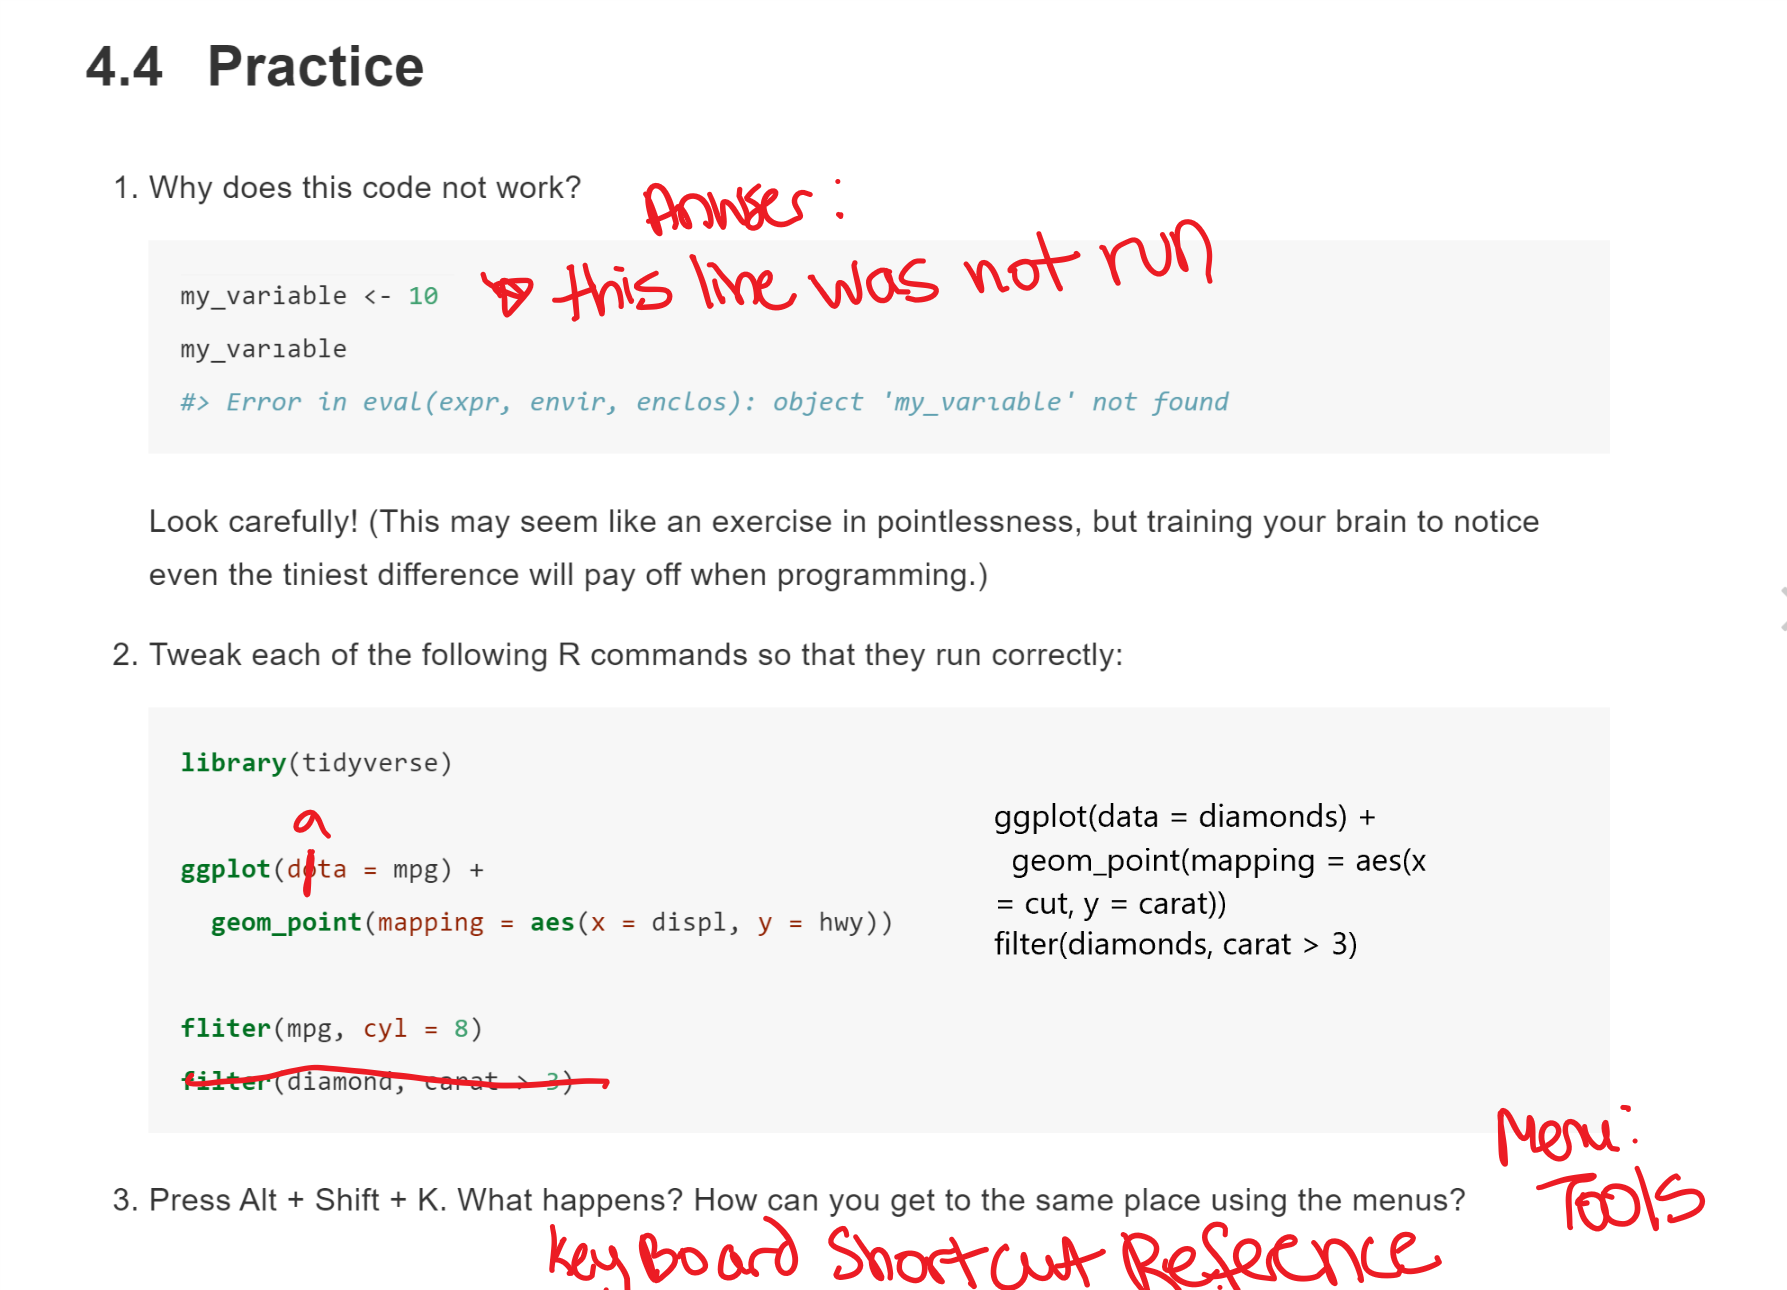 4.4 Practice
1. Why does this code not work?
Answer:
my_variable <- 10
this line was not run
my_varıable
#> Error in eval(expr, envir, enclos): object 'my_varıable' not found
Look carefully! (This may seem like an exercise in pointlessness, but training your brain to notice
even the tiniest difference will pay off when programming.)
2. Tweak each of the following R commands so that they run correctly:
library(tidyverse)
a
ggplot(dota = mpg) +
geom_point(mapping = aes(x = displ, y = hwy))
fliter(mpg, cyl = 8)
filter(diamond, carat > 3)
ggplot(data = diamonds) +
geom_point(mapping = aes(x
= cut, y = carat))
filter(diamonds, carat > 3)
3. Press Alt + Shift + K. What happens? How can you get to the same place using the menus?
Menu:
Tools
KeyBoard Shortcut Reference